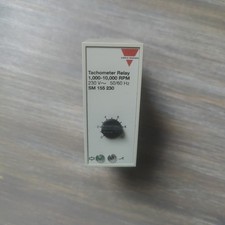 Tachometer Relay
1,000-10,000 RPM
230 V~ 50/60 Hz
SM 155 230